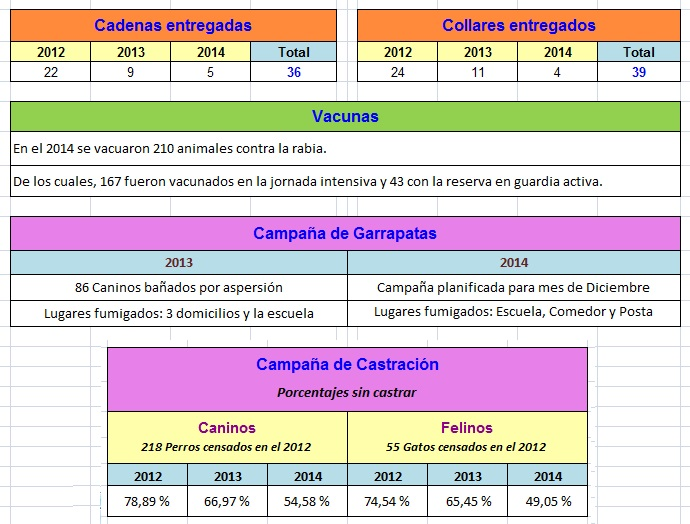 Cadenas entregadas
2012 2013 2014 Total
22 9 5 36
Collares entregados
2012 2013 2014 Total
24 11 4 39
Vacunas
En el 2014 se vacuaron 210 animales contra la rabia.
De los cuales, 167 fueron vacunados en la jornada intensiva y 43 con la reserva en guardia activa.
Campaña de Garrapatas
2013 2014
86 Caninos bañados por aspersión Campaña planificada para mes de Diciembre
Lugares fumigados: 3 domicilios y la escuela Lugares fumigados: Escuela, Comedor y Posta
Campaña de Castración
Porcentajes sin castrar
Caninos Felinos
218 Perros censados en el 2012 55 Gatos censados en el 2012
2012 2013 2014 2012 2013 2014
78,89 % 66,97 % 54,58 % 74,54 % 65,45 % 49,05 %